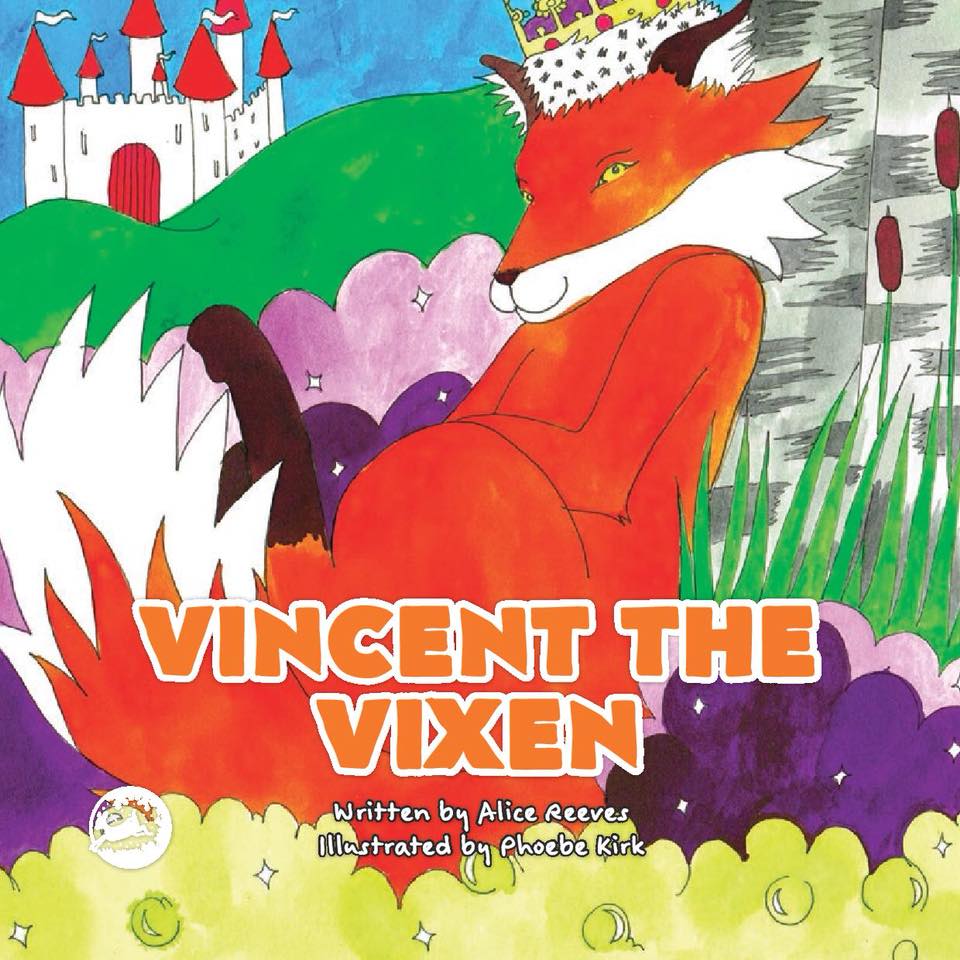 VINCENT THE
VIXEN
Written by Alice Reeves
Illustrated by Phoebe Kirk